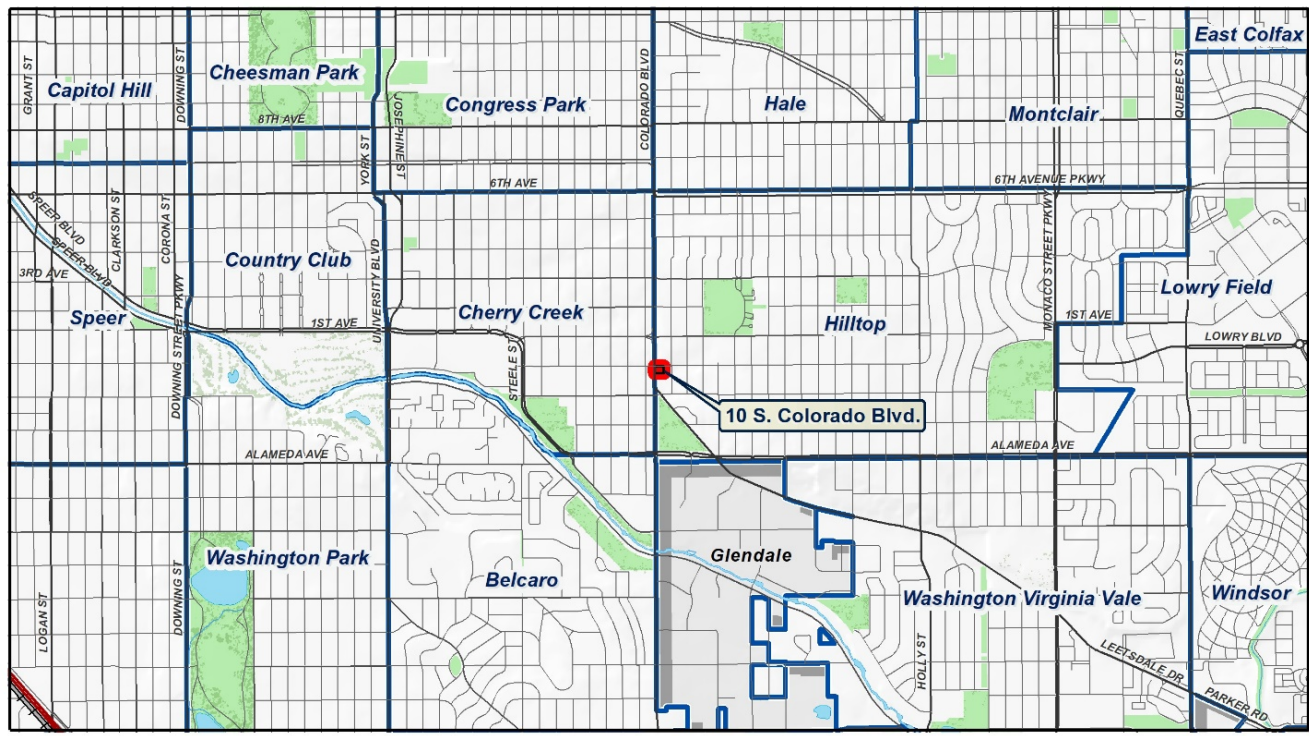 East Colfax
Capitol Hill
Cheesman Park
Congress Park
Hale
Montclair
GRANT ST
DOWNING ST
COLORADO BLVD
QUEBEC ST
8TH AVE
YORK ST
JOSEPHINE ST
6TH AVE
6TH AVENUE PKWY
SPEER BLVD
SPEER BLVD
CLARKSON ST
CORONA ST
3RD AVE
Country Club
UNIVERSITY BLVD
MONACO STREET PKWY
Lowry Field
Speer
1ST AVE
Cherry Creek
Hilltop
1ST AVE
LOWRY BLVD
DOWNING STREET PKWY
STEELE ST
10 S. Colorado Blvd.
ALAMEDA AVE
ALAMEDA AVE
Washington Park
Belcaro
Glendale
Washington Virginia Vale
Windsor
LOGAN ST
DOWNING ST
HOLLY ST
LEETSDALE DR
PARKER RD